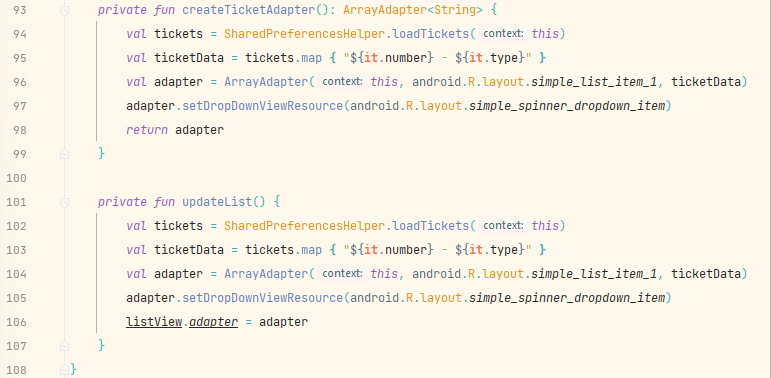 93 private fun createTicketAdapter(): ArrayAdapter<String> {
94 val tickets = SharedPreferencesHelper.loadTickets( context: this)
95 val ticketData = tickets.map { "${it.number} - ${it.type}" }
96 val adapter = ArrayAdapter( context: this, android.R.layout.simple_list_item_1, ticketData)
97 adapter.setDropDownViewResource(android.R.layout.simple_spinner_dropdown_item)
98 return adapter
99 }
100
101 private fun updateList() {
102 val tickets = SharedPreferencesHelper.loadTickets( context: this)
103 val ticketData = tickets.map { "${it.number} - ${it.type}" }
104 val adapter = ArrayAdapter( context: this, android.R.layout.simple_list_item_1, ticketData)
105 adapter.setDropDownViewResource(android.R.layout.simple_spinner_dropdown_item)
106 listView.adapter = adapter
107 }
108 }